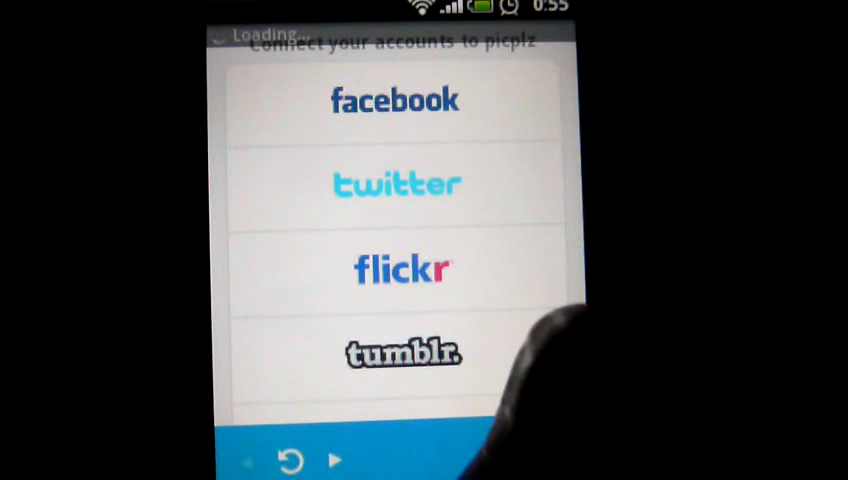 0:55
Loading...
Connect your accounts to picplz
facebook
twitter
flickr
tumblr.